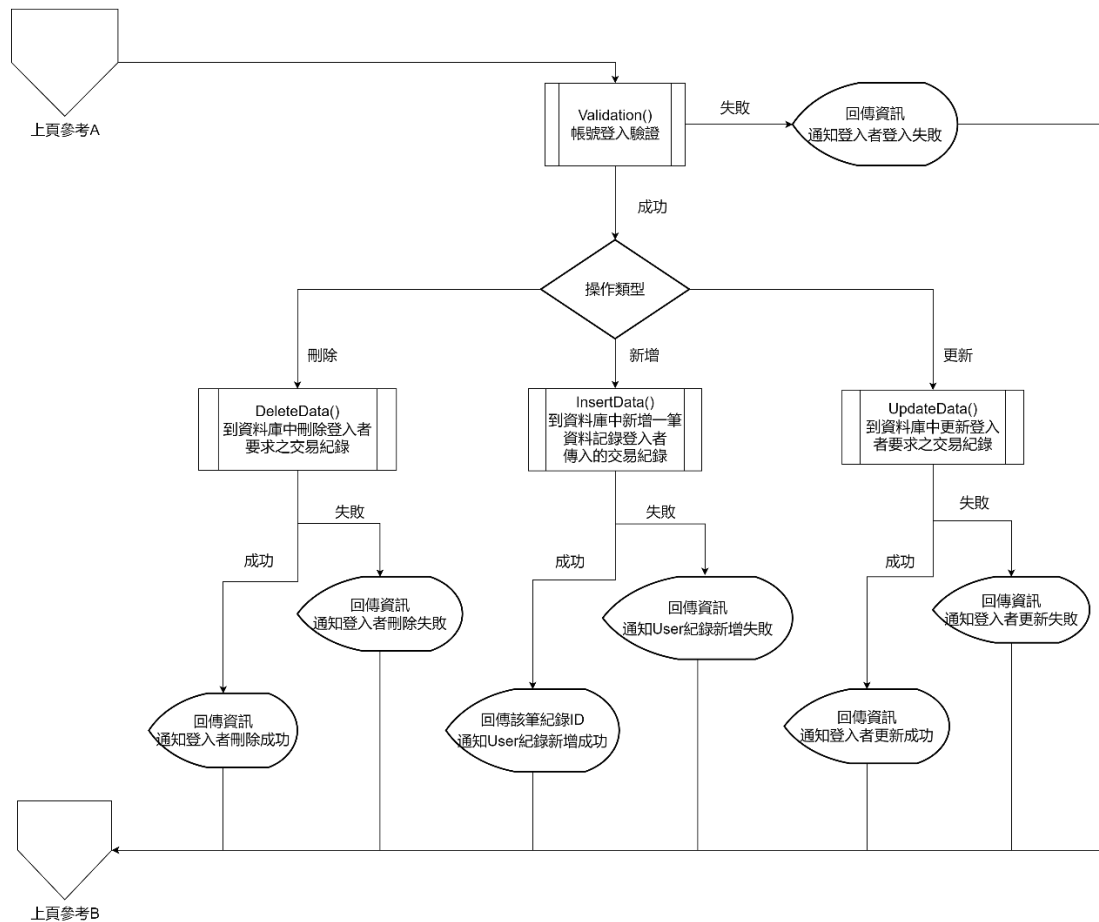 上頁參考A
Validation()
帳號登入驗證
失敗
回傳資訊
通知登入者登入失敗
成功
操作類型
刪除
新增
更新
DeleteData()
到資料庫中刪除登入者
要求之交易紀錄
InsertData()
到資料庫中新增一筆
資料記錄登入者
傳入的交易紀錄
UpdateData()
到資料庫中更新登入
者要求之交易紀錄
失敗
成功
失敗
成功
失敗
成功
回傳資訊
通知登入者刪除失敗
回傳資訊
通知User紀錄新增失敗
回傳資訊
通知登入者更新失敗
回傳資訊
通知登入者刪除成功
回傳該筆紀錄ID
通知User紀錄新增成功
回傳資訊
通知登入者更新成功
上頁參考B